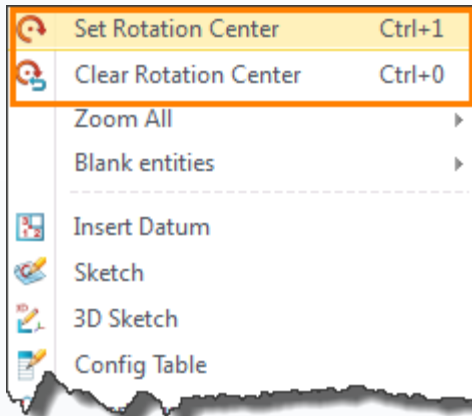 Set Rotation Center Ctrl+1
Clear Rotation Center Ctrl+0
Zoom All
Blank entities
Insert Datum
Sketch
3D Sketch
Config Table